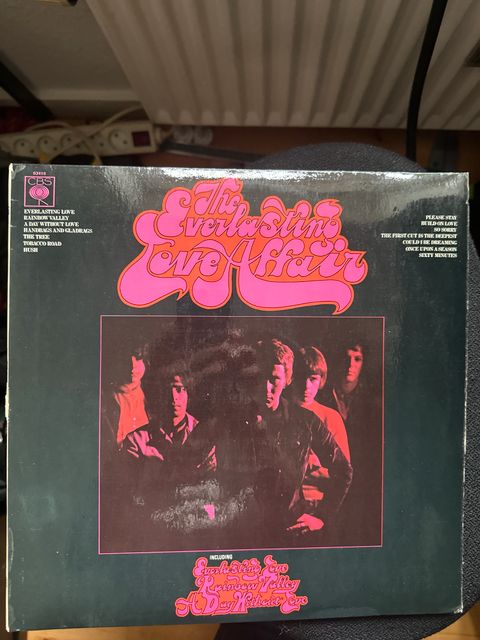 63416
CBS
EVERLASTING LOVE
RAINBOW VALLEY
A DAY WITHOUT LOVE
HANDBAGS AND GLADRAGS
THE TREE
TOBACCO ROAD
HUSH
The
Everlasting
Love Affair
PLEASE STAY
BUILD ON LOVE
SO SORRY
THE FIRST CUT IS THE DEEPEST
COULD I BE DREAMING
ONCE UPON A SEASON
SIXTY MINUTES
INCLUDING
Everlasting Love
Rainbow Valley
A Day Without Love